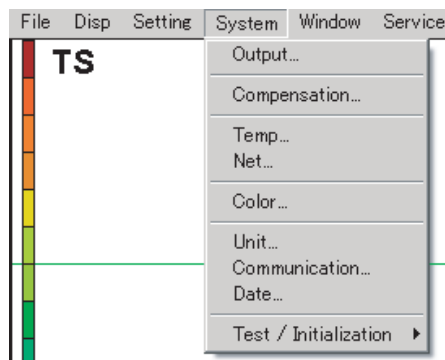 File Disp Setting System Window Service
TS
Output...
Compensation...
Temp...
Net...
Color...
Unit...
Communication...
Date...
Test / Initialization